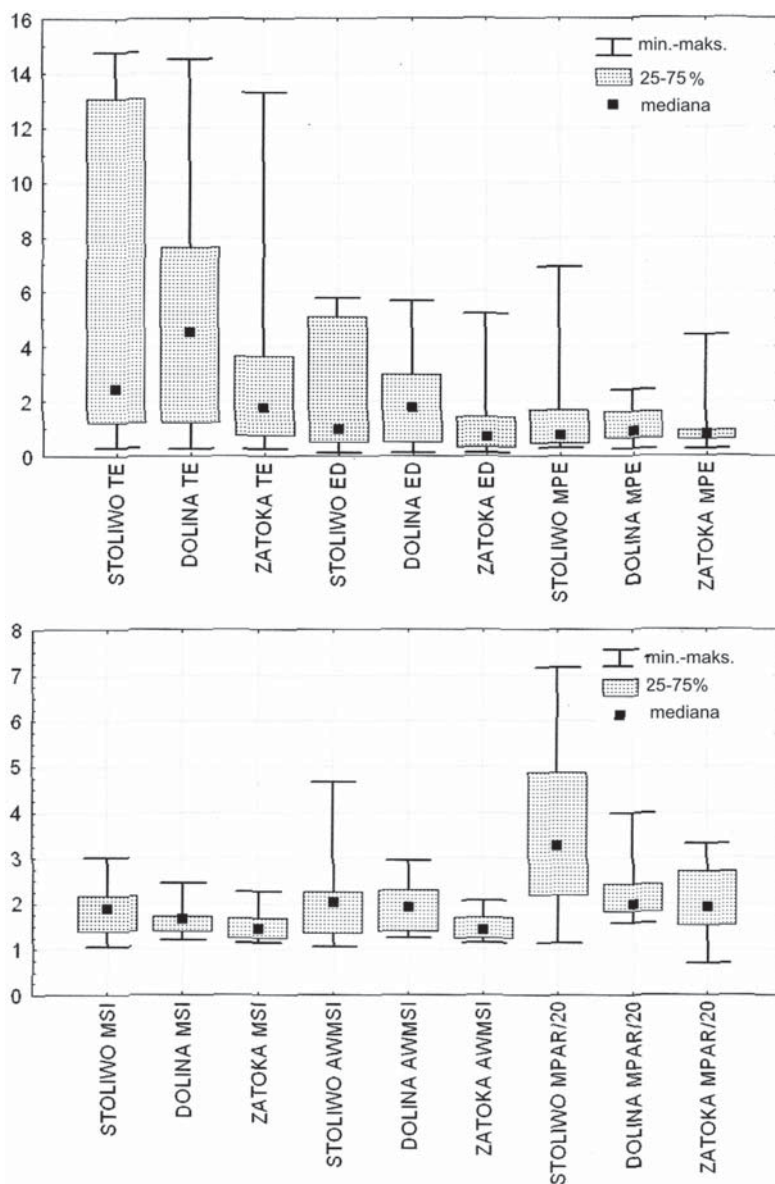 16
14
12
10
8
6
4
2
0
min.-maks.
25-75%
mediana
STOLIWO TE
DOLINA TE
ZATOKA TE
STOLIWO ED
DOLINA ED
ZATOKA ED
STOLIWO MPE
DOLINA MPE
ZATOKA MPE
8
7
6
5
4
3
2
1
0
min.-maks.
25-75%
mediana
STOLIWO MSI
DOLINA MSI
ZATOKA MSI
STOLIWO AWMSI
DOLINA AWMSI
ZATOKA AWMSI
STOLIWO MPAR/20
DOLINA MPAR/20
ZATOKA MPAR/20